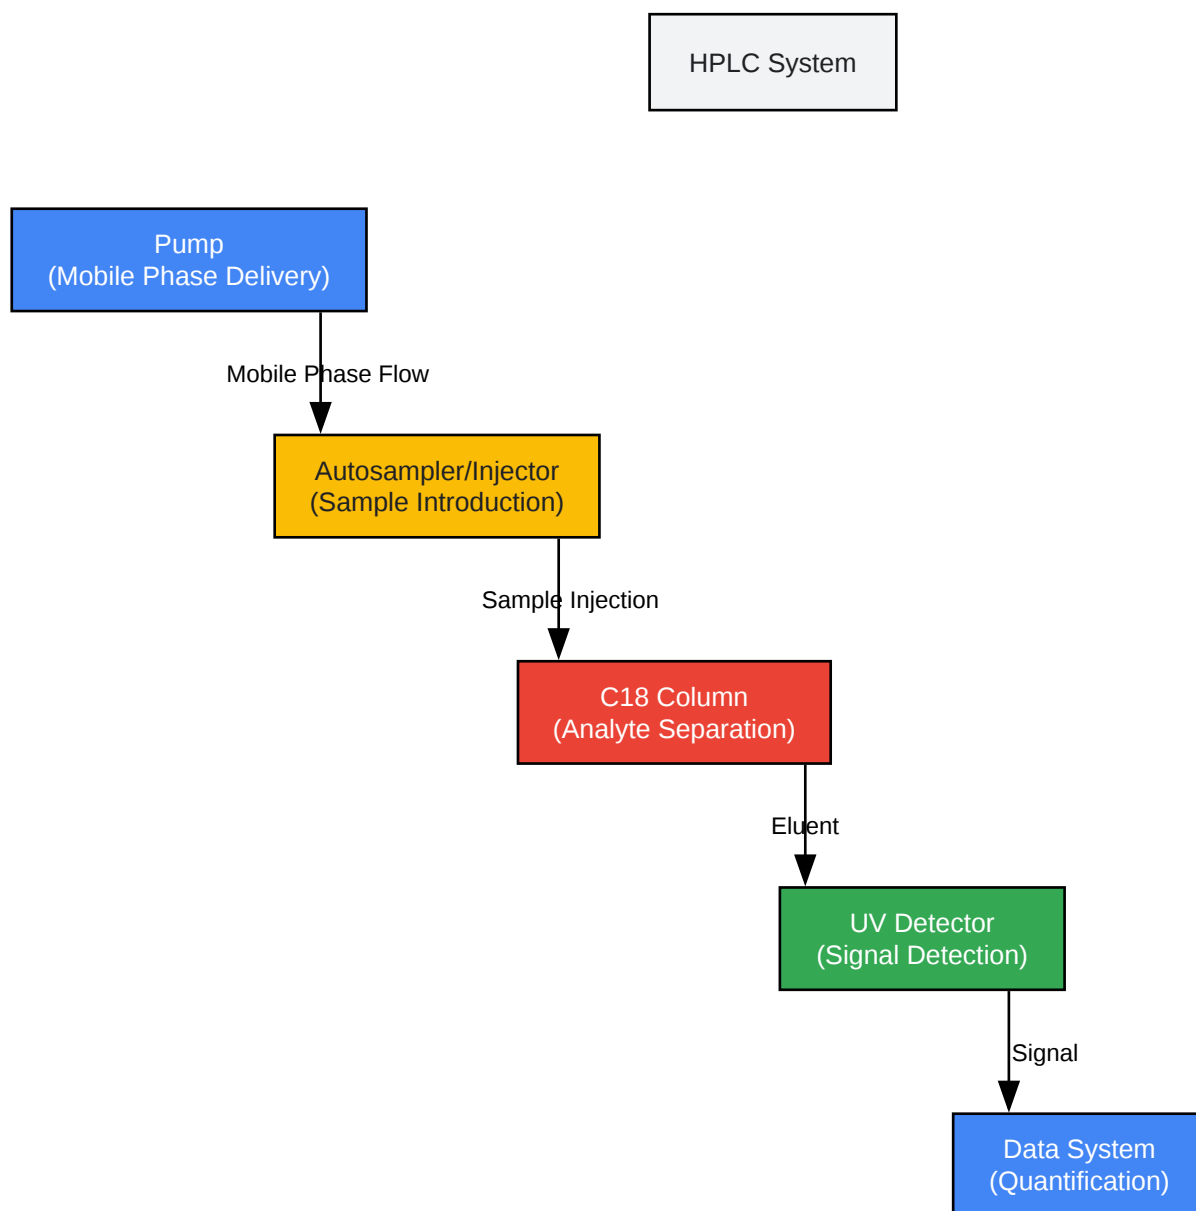 HPLC System
Pump
(Mobile Phase Delivery)
Mobile Phase Flow
Autosampler/Injector
(Sample Introduction)
Sample Injection
C18 Column
(Analyte Separation)
Eluent
UV Detector
(Signal Detection)
Signal
Data System
(Quantification)